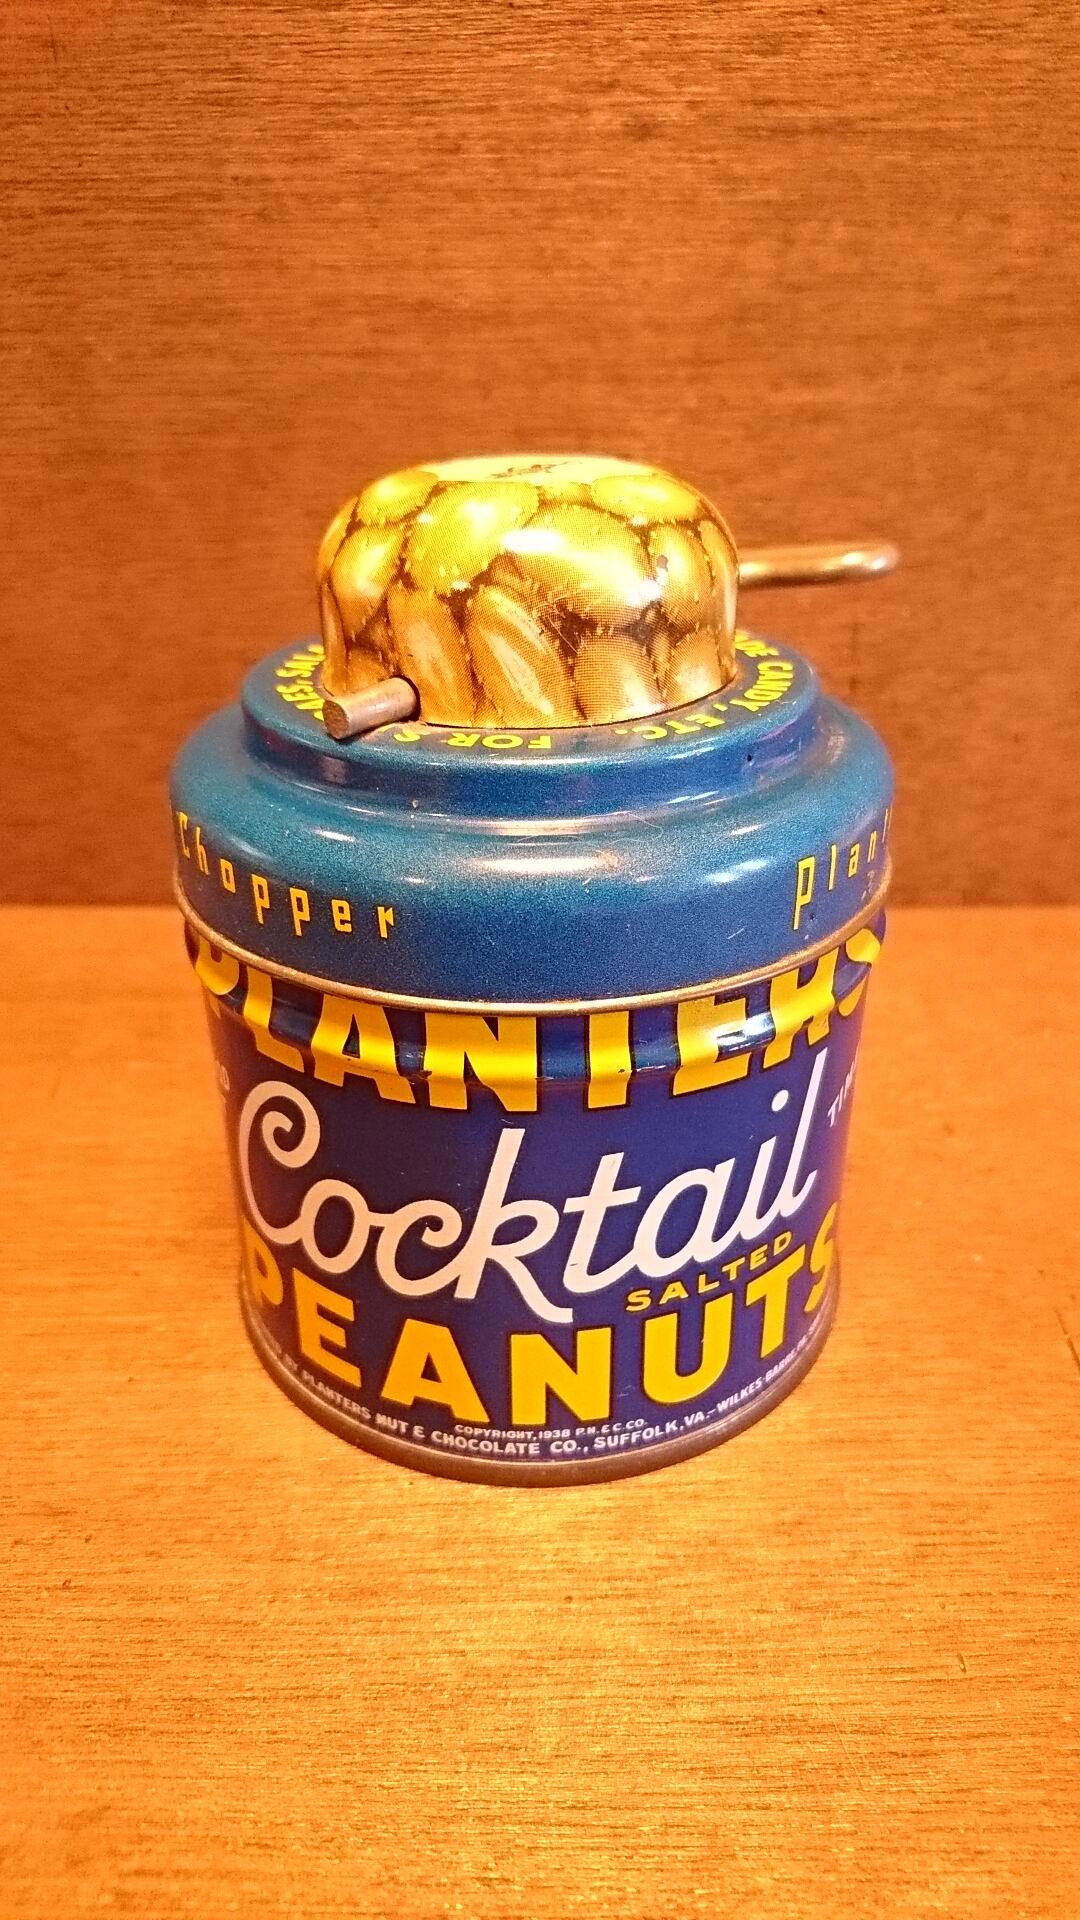 FOR
CANDY, ETC.
Chopper
Plan
PLANTERS
Cocktail
SALTED
PEANUTS
COPYRIGHT, 1938 P.N. & C. CO.
BY PLANTERS NUT & CHOCOLATE CO., SUFFOLK, VA.-WILKES-BARRE,